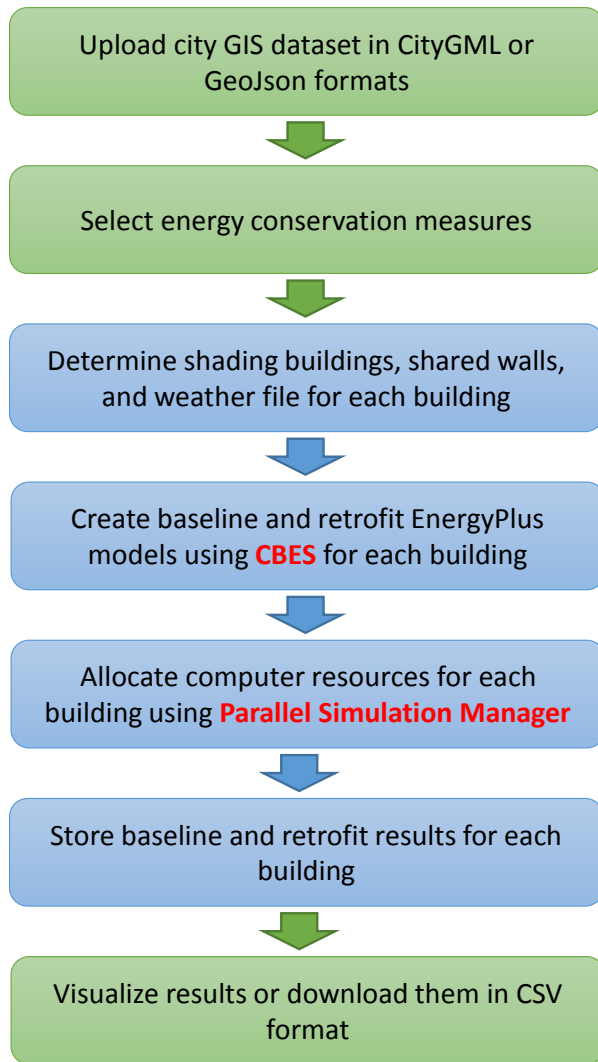 Upload city GIS dataset in CityGML or
GeoJson formats
Select energy conservation measures
Determine shading buildings, shared walls,
and weather file for each building
Create baseline and retrofit EnergyPlus
models using CBES for each building
Allocate computer resources for each
building using Parallel Simulation Manager
Store baseline and retrofit results for each
building
Visualize results or download them in CSV
format